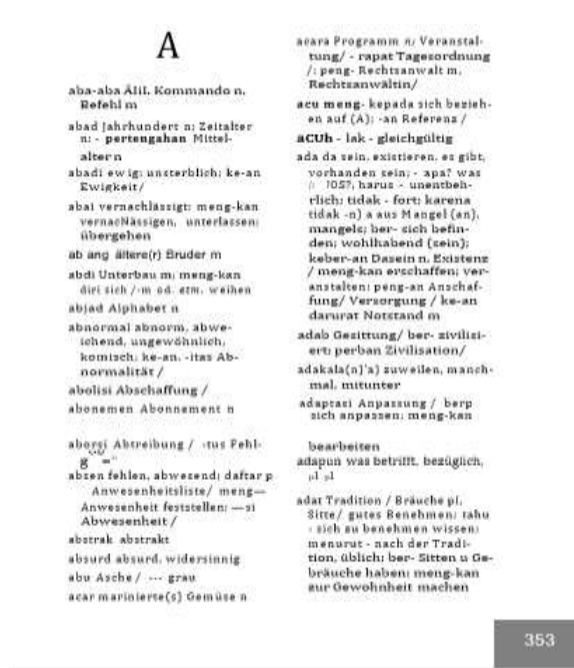 A
aba-aba Älil. Kommando n.
Befehl m
abad Jahrhundert n; Zeitalter
n; - pertengahan Mittel-
alter n
abadi ewig; unsterblich; ke-an
Ewigkeit /
abai vernachlässigt; meng-kan
vernacNässigen, unterlassen;
übergehen
ab ang ältere(r) Bruder m
abdi Unterbau m; meng-kan
diri sich /-m od. etm. weihen
abjad Alphabet n
abnormal abnorm, abwe-
ichend, ungewöhnlich,
komisch; ke-an, -itas Ab-
normalität /
abolisi Abschaffung /
abonemen Abonnement n
aborsi Abtreibung / -tus Fehl-
g
absen fehlen, abwesend; daftar p
Anwesenheitsliste/ meng—
Anwesenheit feststellen; —si
Abwesenheit /
abstrak abstrakt
absurd absurd, widersinnig
abu Asche / --- grau
acar marinierte(s) Gemüse n
acara Programm n; Veranstal-
tung/ - rapat Tagesordnung
/; peng- Rechtsanwalt m,
Rechtsanwältin/
acu meng- kepada sich bezieh-
en auf (A); -an Referenz /
ACUh - lak - gleichgültig
ada da sein, existieren, es gibt,
vorhanden sein; - apa? was
10S?, harus - unentbeh-
rlich; tidak - fort; karena
tidak -n) a aus Mangel (an),
mangels; ber- sich befin-
den; wohlhabend (sein);
keber-an Dasein n, Existenz
/ meng-kan erschaffen; ver-
anstalten; peng-an Anschaf-
fung/ Versorgung / ke-an
darurat Notstand m
adab Gesittung/ ber- zivilisi-
ert; perban Zivilisation/
adakala(n)'a) zuweilen, manch-
mal, mitunter
adaptasi Anpassung / berp
sich anpassen; meng-kan
bearbeiten
adapun was betrifft, bezüglich,
adat Tradition / Bräuche pl,
Sitte/ gutes Benehmen; tahu
- sich zu benehmen wissen;
menurut - nach der Tradi-
tion, üblich; ber- Sitten u Ge-
bräuche haben; meng-kan
zur Gewohnheit machen
353